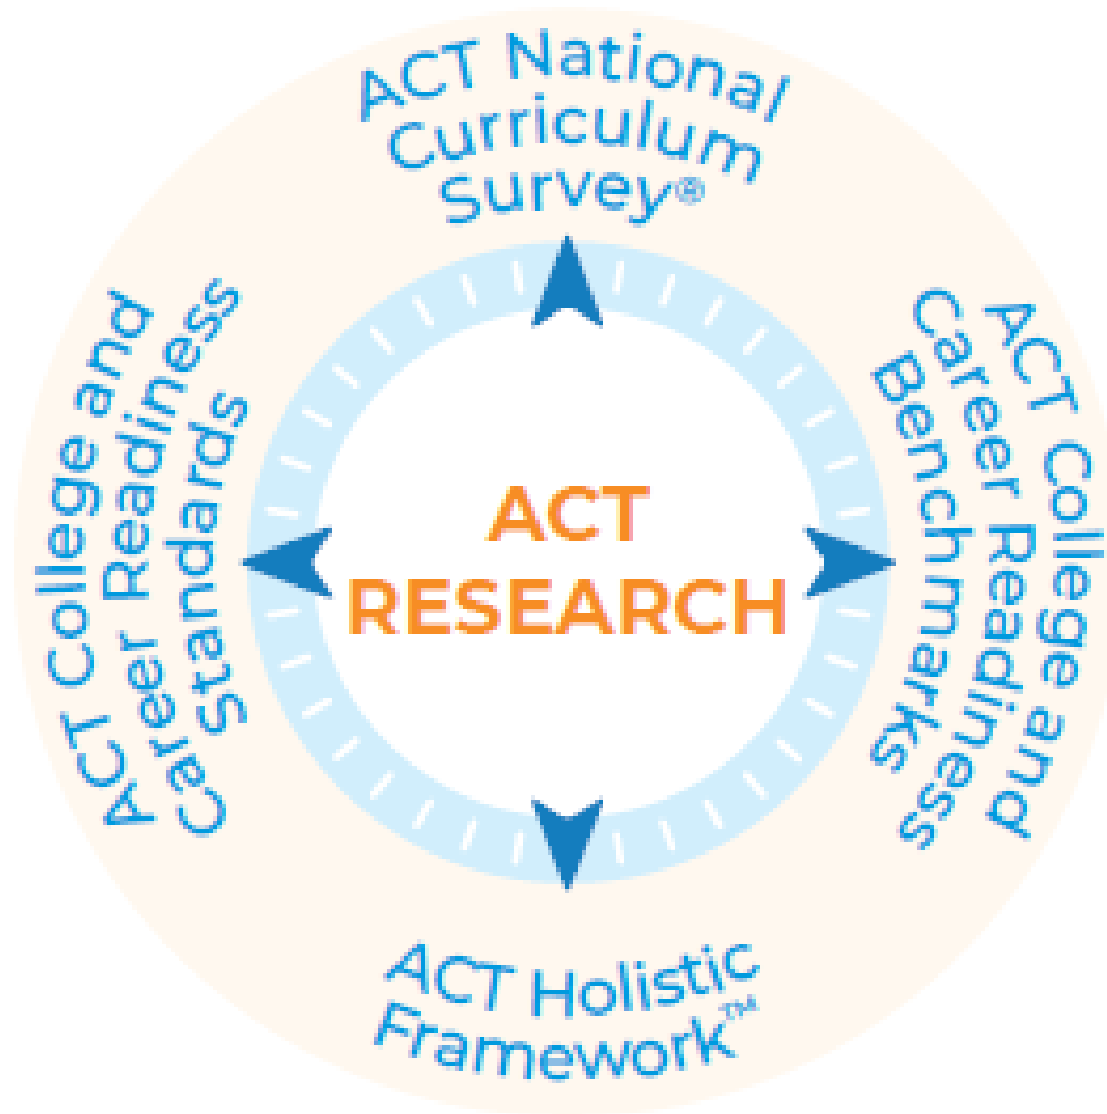 ACT National
Curriculum
Survey®
ACT College and
Career Readiness
Standards
ACT
RESEARCH
ACT College and
Career Readiness
Benchmarks
ACT Holistic
Framework™